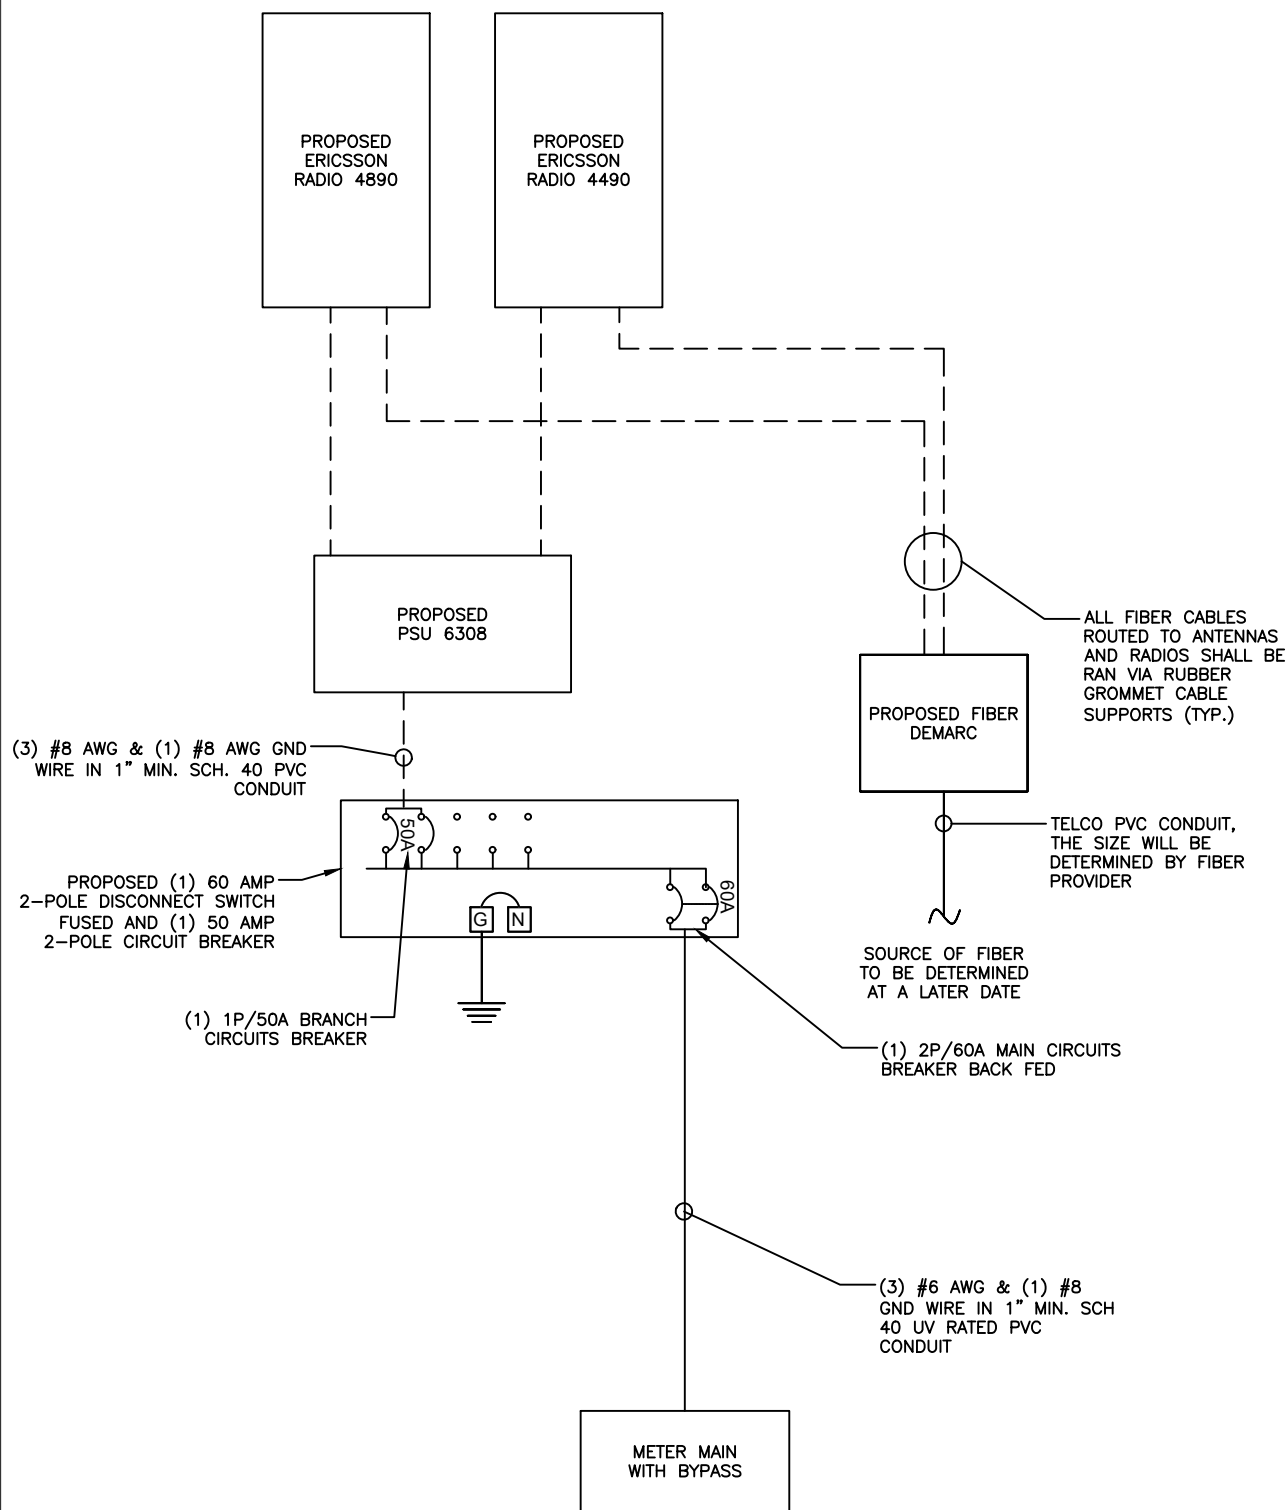 PROPOSED
ERICSSON
RADIO 4890
PROPOSED
ERICSSON
RADIO 4490
PROPOSED
PSU 6308
ALL FIBER CABLES
ROUTED TO ANTENNAS
AND RADIOS SHALL BE
RAN VIA RUBBER
GROMMET CABLE
SUPPORTS (TYP.)
PROPOSED FIBER
DEMARC
(3) #8 AWG & (1) #8 AWG GND
WIRE IN 1" MIN. SCH. 40 PVC
CONDUIT
50A
TELCO PVC CONDUIT,
THE SIZE WILL BE
DETERMINED BY FIBER
PROVIDER
PROPOSED (1) 60 AMP
2-POLE DISCONNECT SWITCH
FUSED AND (1) 50 AMP
2-POLE CIRCUIT BREAKER
60A
G
N
SOURCE OF FIBER
TO BE DETERMINED
AT A LATER DATE
(1) 1P/50A BRANCH
CIRCUITS BREAKER
(1) 2P/60A MAIN CIRCUITS
BREAKER BACK FED
(3) #6 AWG & (1) #8
GND WIRE IN 1" MIN. SCH
40 UV RATED PVC
CONDUIT
METER MAIN
WITH BYPASS